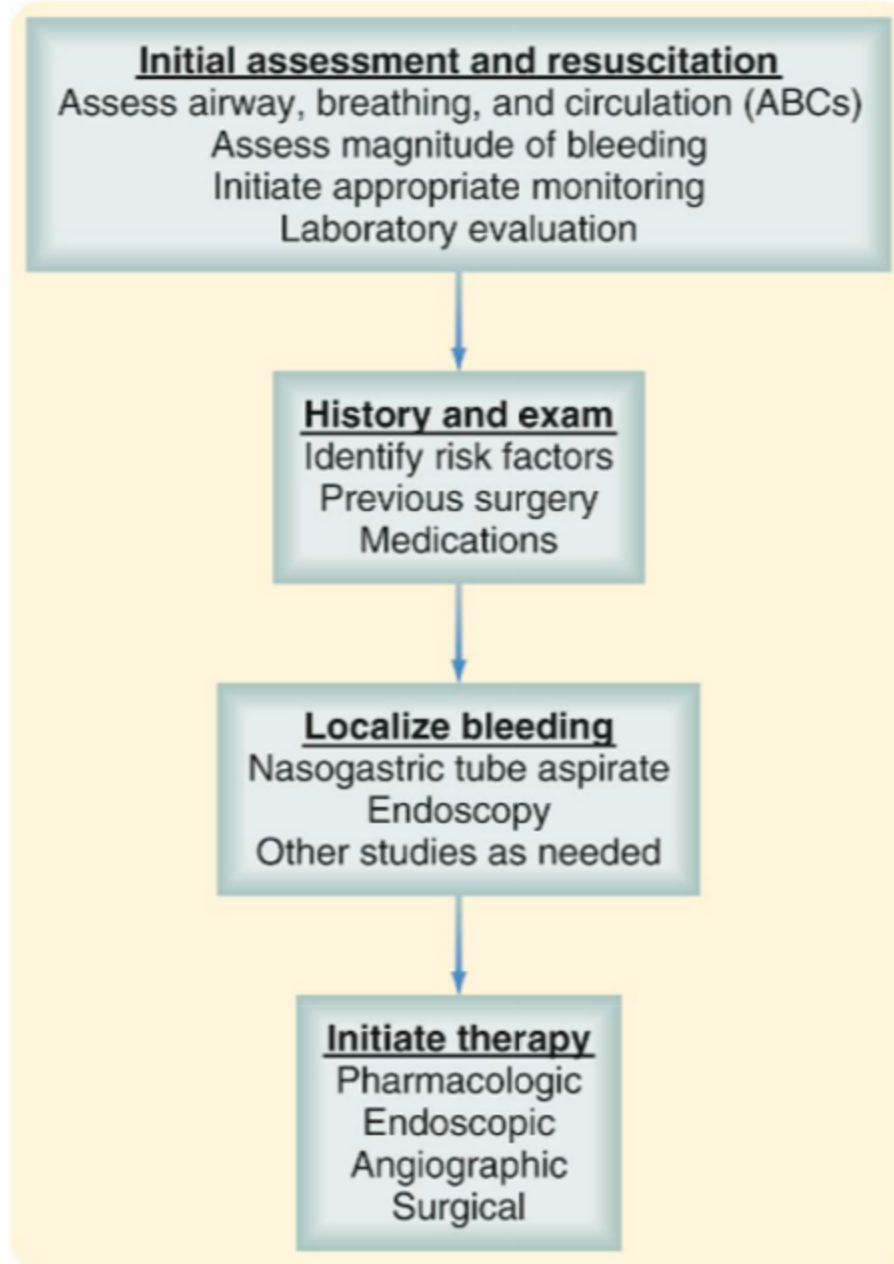 Initial assessment and resuscitation
Assess airway, breathing, and circulation (ABCs)
Assess magnitude of bleeding
Initiate appropriate monitoring
Laboratory evaluation
History and exam
Identify risk factors
Previous surgery
Medications
Localize bleeding
Nasogastric tube aspirate
Endoscopy
Other studies as needed
Initiate therapy
Pharmacologic
Endoscopic
Angiographic
Surgical